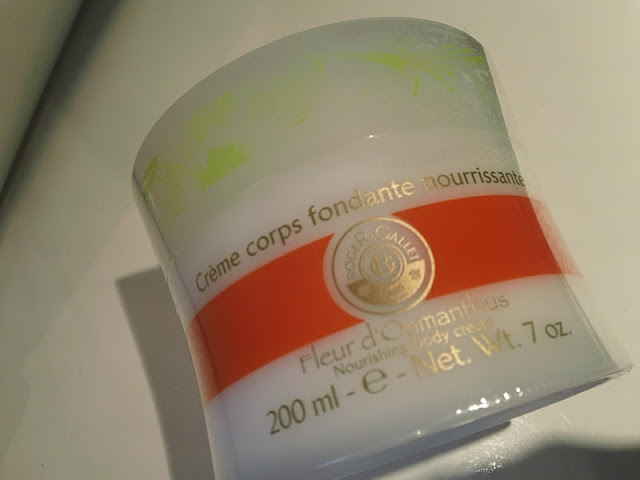 Crème corps fondante nourrissante
ROGER & GALLET
Fleur d'Osmanthus
Nourishing body cream
200 ml - e - Net. Wt. 7 oz.